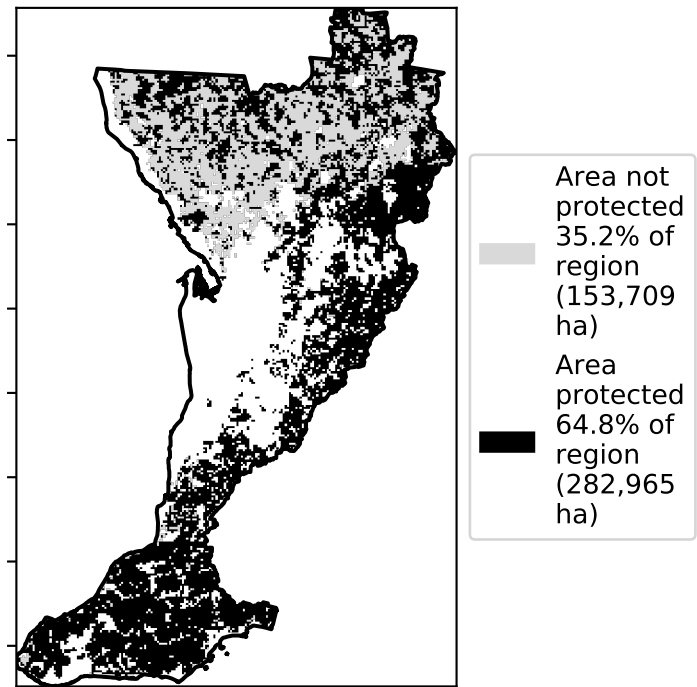 Area not
protected
35.2% of
region
(153,709
ha)
Area
protected
64.8% of
region
(282,965
ha)